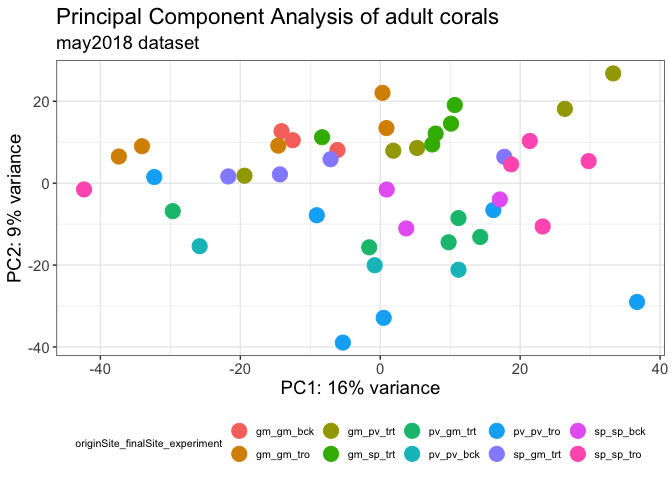 Principal Component Analysis of adult corals
may2018 dataset
20
0
-20
-40
PC2: 9% variance
-40 -20 0 20 40
PC1: 16% variance
originSite_finalSite_experiment
gm_gm_bck gm_pv_trt pv_gm_trt pv_pv_tro sp_sp_bck
gm_gm_tro gm_sp_trt pv_pv_bck sp_gm_trt sp_sp_tro